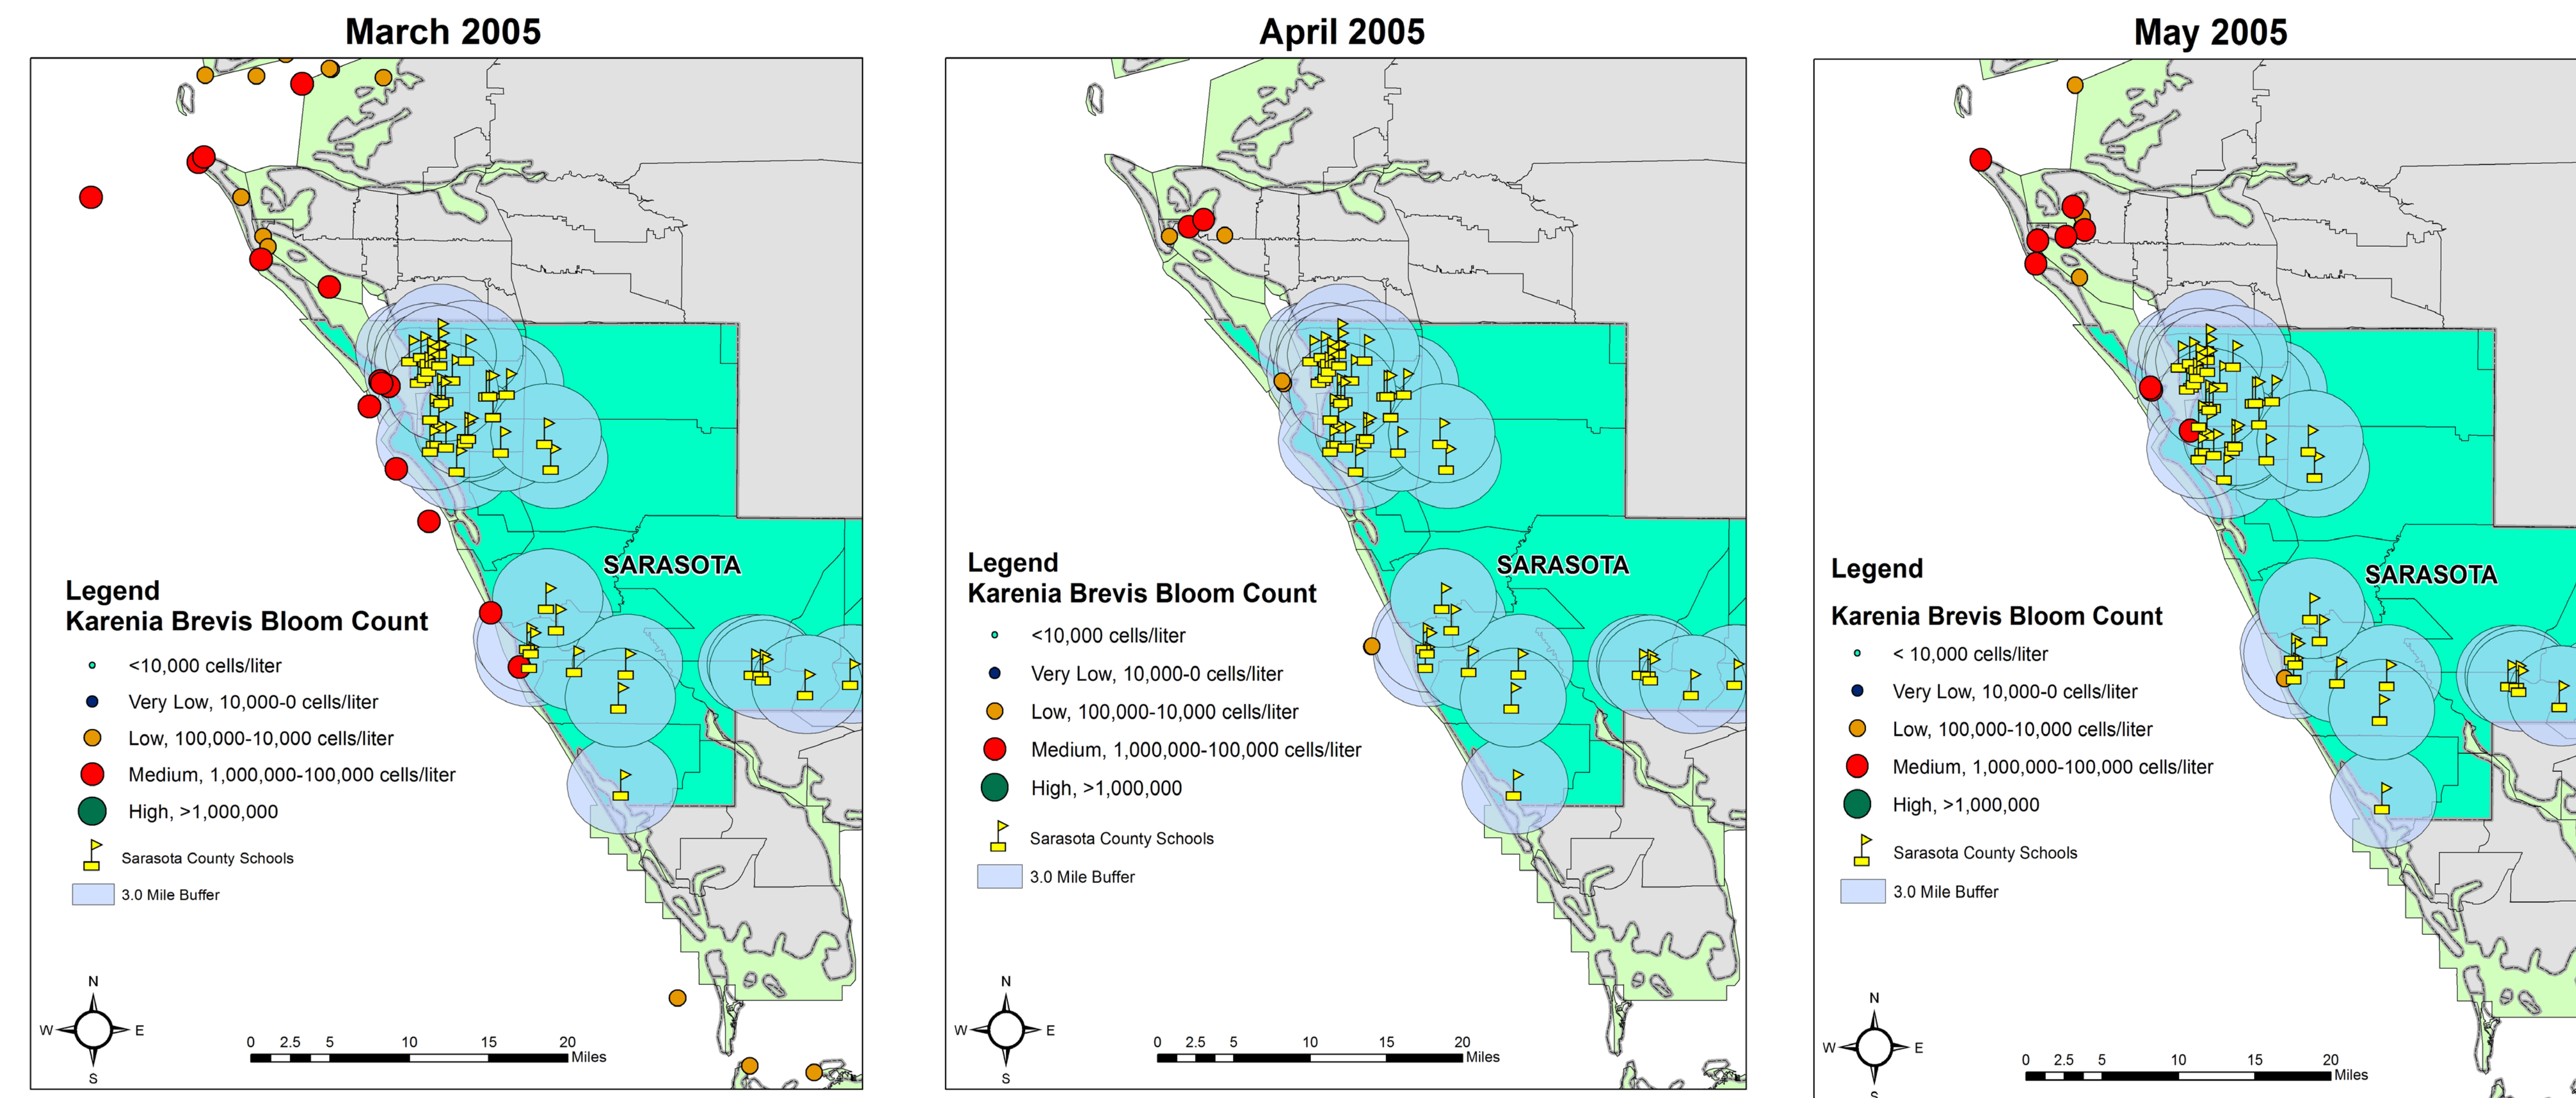 March 2005
SARASOTA
Legend
Karenia Brevis Bloom Count
<10,000 cells/liter
Very Low, 10,000-0 cells/liter
Low, 100,000-10,000 cells/liter
Medium, 1,000,000-100,000 cells/liter
High, >1,000,000
Sarasota County Schools
3.0 Mile Buffer
N
W E
S
0 2.5 5 10 15 20
Miles
April 2005
SARASOTA
Legend
Karenia Brevis Bloom Count
<10,000 cells/liter
Very Low, 10,000-0 cells/liter
Low, 100,000-10,000 cells/liter
Medium, 1,000,000-100,000 cells/liter
High, >1,000,000
Sarasota County Schools
3.0 Mile Buffer
N
W E
S
0 2.5 5 10 15 20
Miles
May 2005
SARASOTA
Legend
Karenia Brevis Bloom Count
< 10,000 cells/liter
Very Low, 10,000-0 cells/liter
Low, 100,000-10,000 cells/liter
Medium, 1,000,000-100,000 cells/liter
High, >1,000,000
Sarasota County Schools
3.0 Mile Buffer
N
W E
S
0 2.5 5 10 15 20
Miles